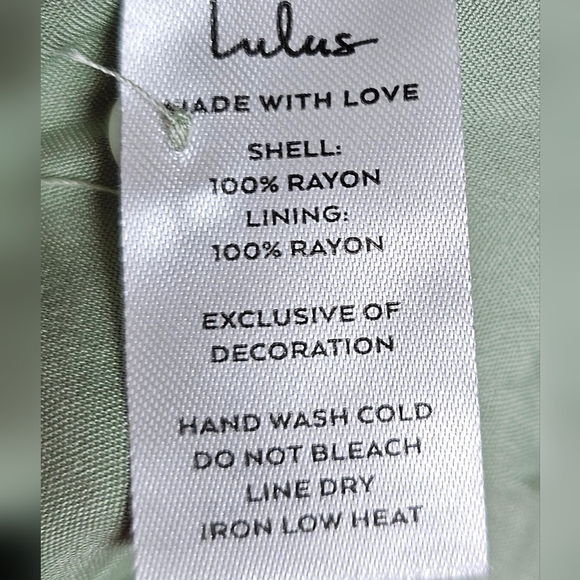 Lulus
MADE WITH LOVE
SHELL:
100% RAYON
LINING:
100% RAYON
EXCLUSIVE OF
DECORATION
HAND WASH COLD
DO NOT BLEACH
LINE DRY
IRON LOW HEAT